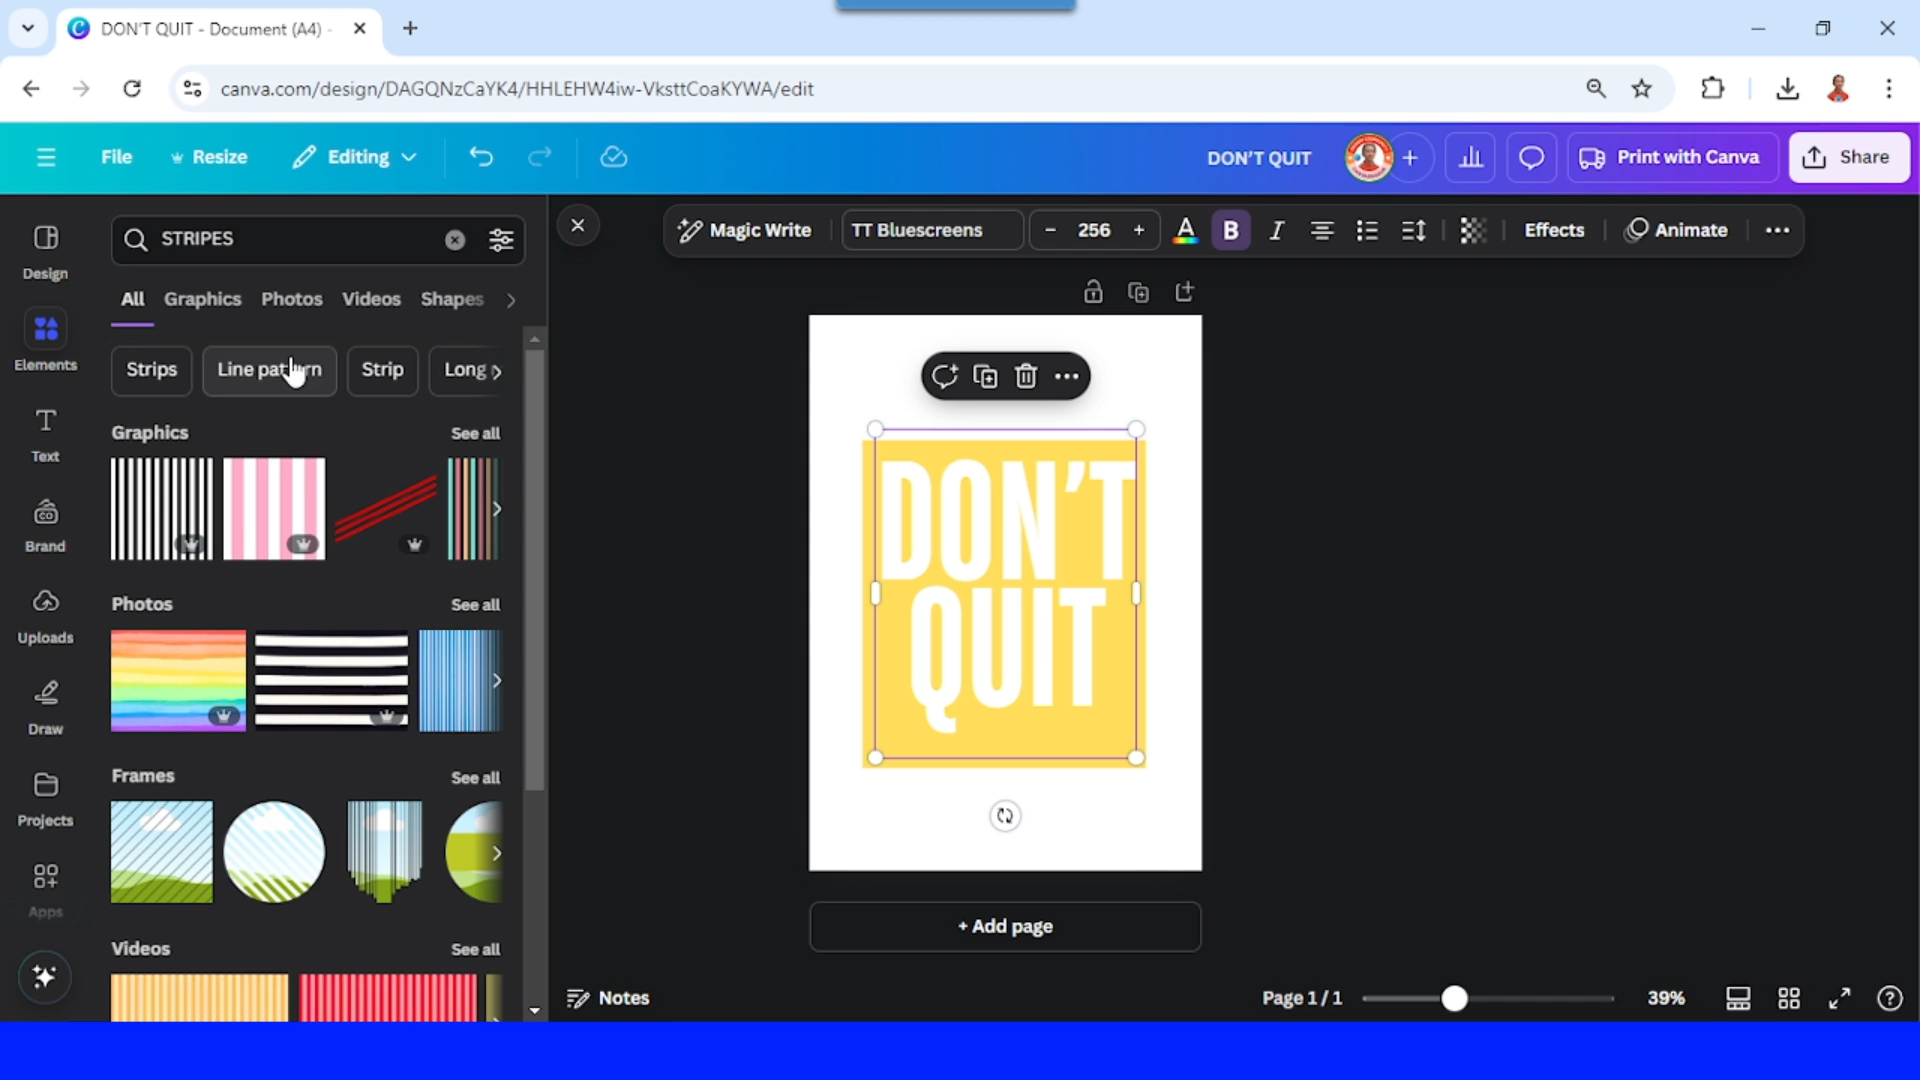 DON'T QUIT - Document (A4) -
canva.com/design/DAGQNzCaYK4/HHLEHW4iw-VksttCoaKYWA/edit
File
Resize
Editing
DON'T QUIT
Print with Canva
Share
Design
Elements
Text
Brand
Uploads
Draw
Projects
Apps
STRIPES
All
Graphics
Photos
Videos
Shapes
Strips
Line pattern
Strip
Long
Graphics
See all
Photos
See all
Frames
See all
Videos
See all
Magic Write
TT Bluescreens
- 256 +
A
B
I
Effects
Animate
DON'T
QUIT
+ Add page
Notes
Page 1 / 1
39%